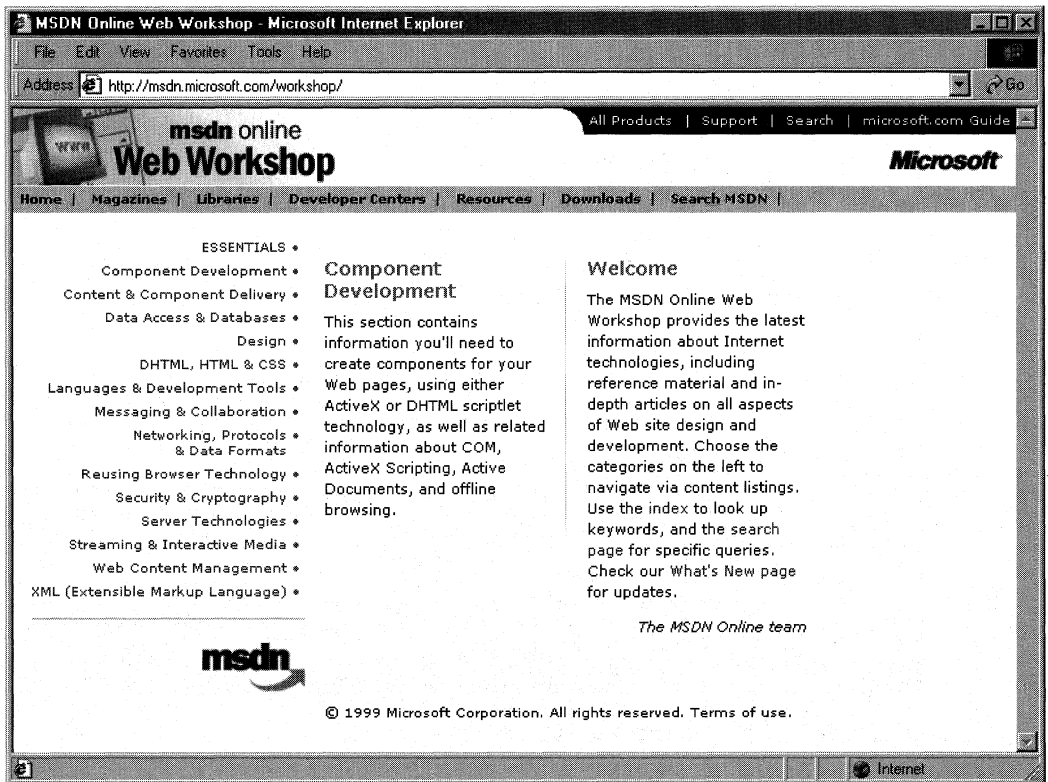 MSDN Online Web Workshop - Microsoft Internet Explorer
File Edit View Favorites Tools Help
Address http://msdn.microsoft.com/workshop/ Go
All Products | Support | Search | microsoft.com Guide
www
msdn online
Web Workshop
Microsoft
Home | Magazines | Libraries | Developer Centers | Resources | Downloads | Search MSDN |
ESSENTIALS •
Component Development •
Content & Component Delivery •
Data Access & Databases •
Design •
DHTML, HTML & CSS •
Languages & Development Tools •
Messaging & Collaboration •
Networking, Protocols •
& Data Formats
Reusing Browser Technology •
Security & Cryptography •
Server Technologies •
Streaming & Interactive Media •
Web Content Management •
XML (Extensible Markup Language) •
msdn
Component
Development
This section contains
information you'll need to
create components for your
Web pages, using either
ActiveX or DHTML scriptlet
technology, as well as related
information about COM,
ActiveX Scripting, Active
Documents, and offline
browsing.
Welcome
The MSDN Online Web
Workshop provides the latest
information about Internet
technologies, including
reference material and in-
depth articles on all aspects
of Web site design and
development. Choose the
categories on the left to
navigate via content listings.
Use the index to look up
keywords, and the search
page for specific queries.
Check our What's New page
for updates.
The MSDN Online team
© 1999 Microsoft Corporation. All rights reserved. Terms of use.
Internet